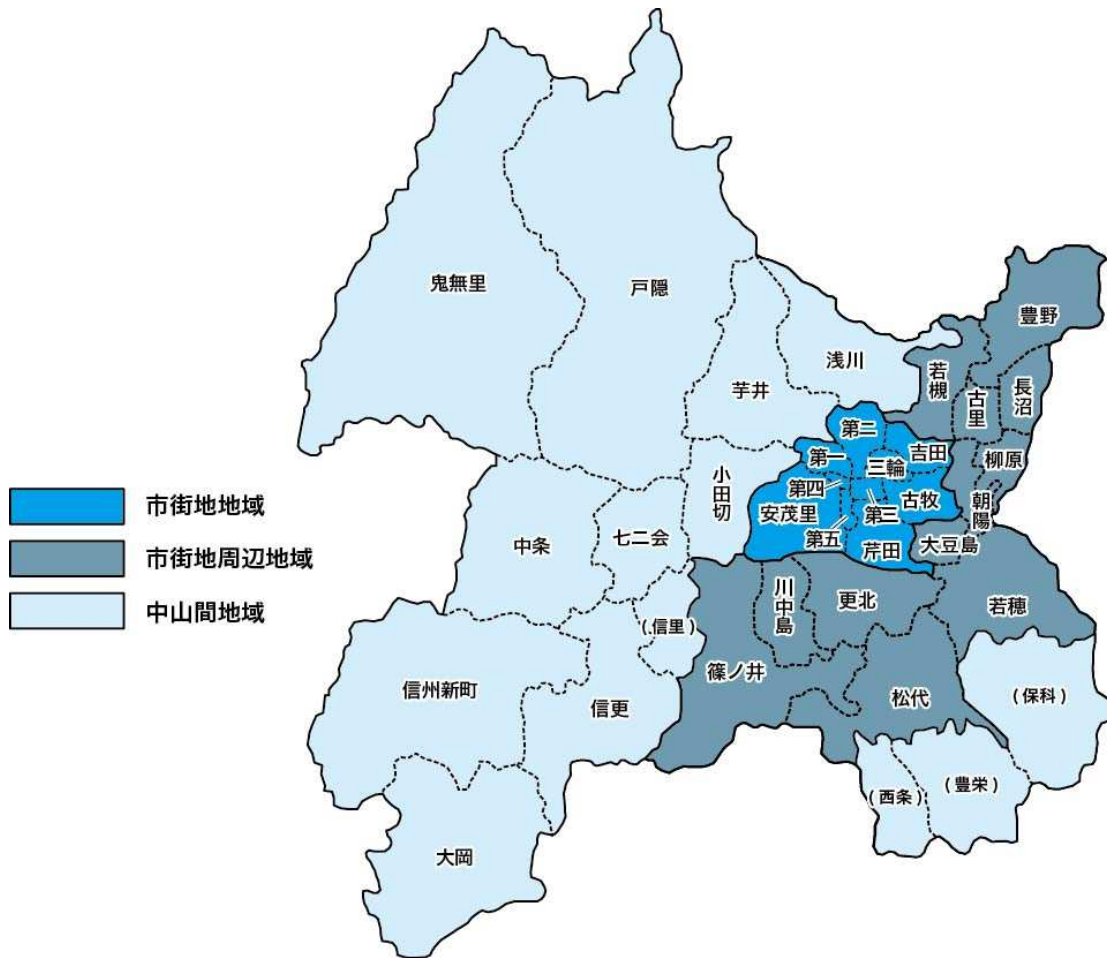 鬼無里
戸隠
豊野
浅川
若槻
芋井
古里
長沼
第二
吉田
第一
三輪
柳原
小田切
第四
古牧
朝陽
安茂里
第三
第五
芹田
大豆島
中条
七二会
川中島
更北
若穂
(信里)
篠ノ井
信州新町
信更
松代
(保科)
(豊栄)
(西条)
大岡
市街地地域
市街地周辺地域
中山間地域